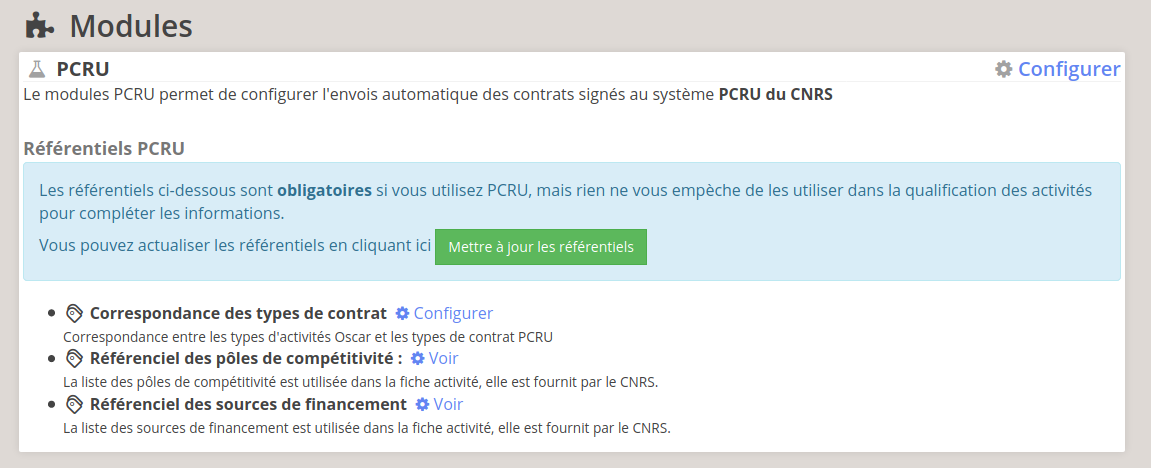 Modules
PCRU
Configurer
Le modules PCRU permet de configurer l'envois automatique des contrats signés au système PCRU du CNRS
Référentiels PCRU
Les référentiels ci-dessous sont obligatoires si vous utilisez PCRU, mais rien ne vous empèche de les utiliser dans la qualification des activités
pour compléter les informations.
Vous pouvez actualiser les référentiels en cliquant ici Mettre à jour les référentiels
Correspondance des types de contrat Configurer
Correspondance entre les types d'activités Oscar et les types de contrat PCRU
Référenciel des pôles de compétivité : Voir
La liste des pôles de compétitivité est utilisée dans la fiche activité, elle est fournit par le CNRS.
Référenciel des sources de financement Voir
La liste des sources de financement est utilisée dans la fiche activité, elle est fournit par le CNRS.